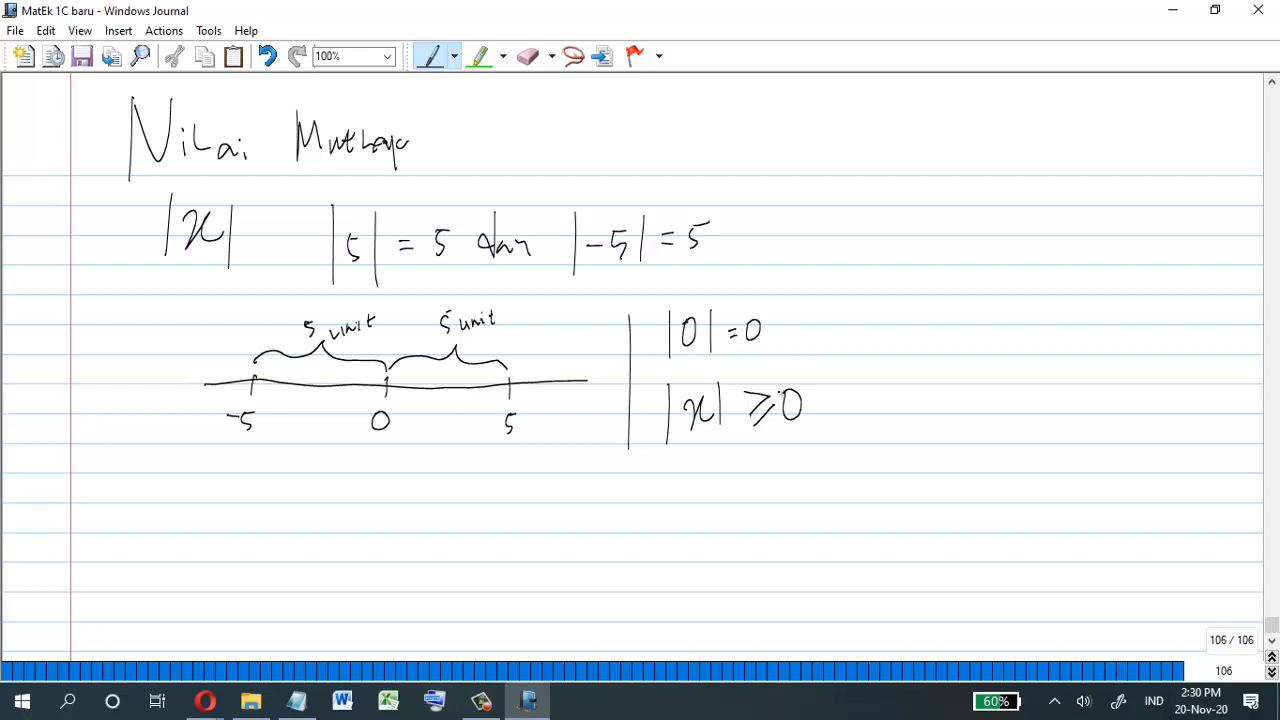 MatEk 1C baru - Windows Journal
File Edit View Insert Actions Tools Help
100%
Nilai Mutlak
|x| |5| = 5 dan |-5| = 5
5 unit 5 unit
-5 0 5
|0| = 0
|x| ≥ 0
106 / 106
106
60% IND 2:30 PM
20-Nov-20